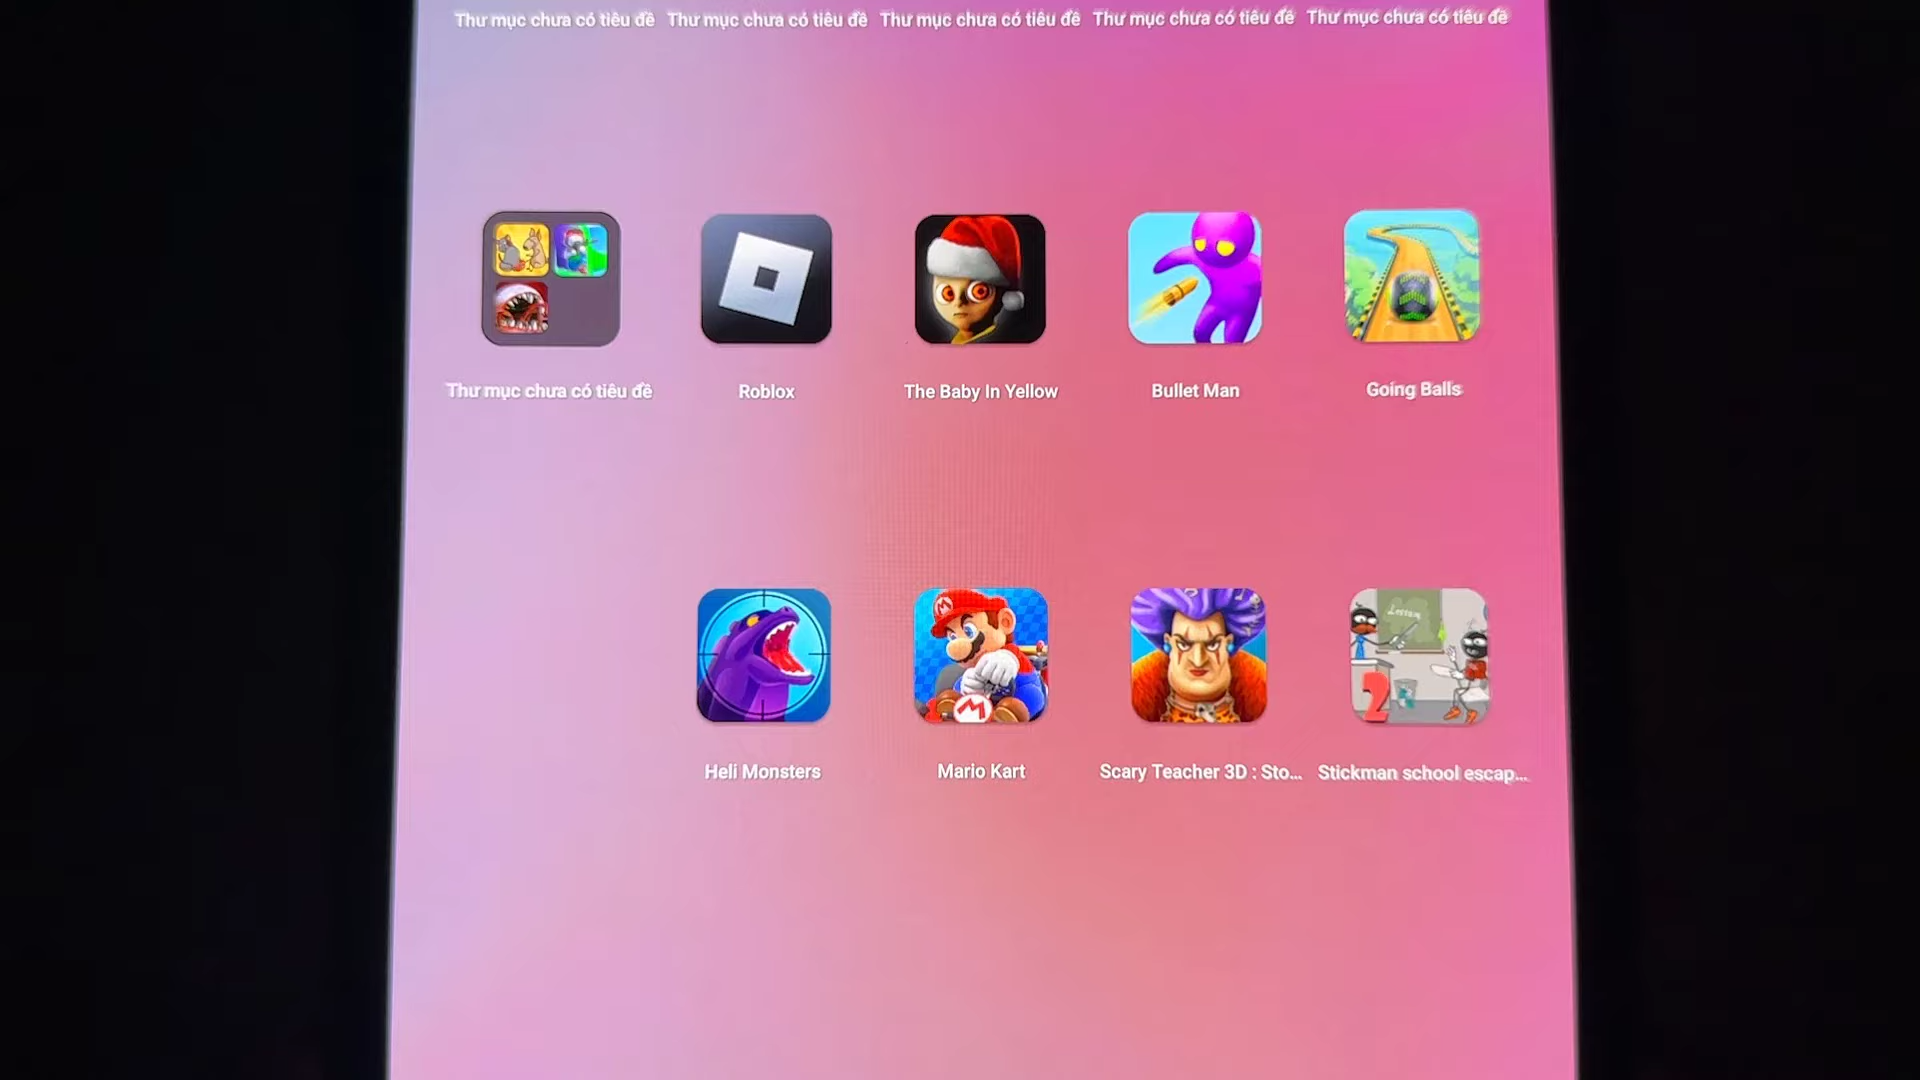 Thư mục chưa có tiêu đề Thư mục chưa có tiêu đề Thư mục chưa có tiêu đề Thư mục chưa có tiêu đề Thư mục chưa có tiêu đề
Thư mục chưa có tiêu đề Roblox The Baby In Yellow Bullet Man Going Balls
M
M
Lesson
2
Heli Monsters Mario Kart Scary Teacher 3D : Sto... Stickman school escap...